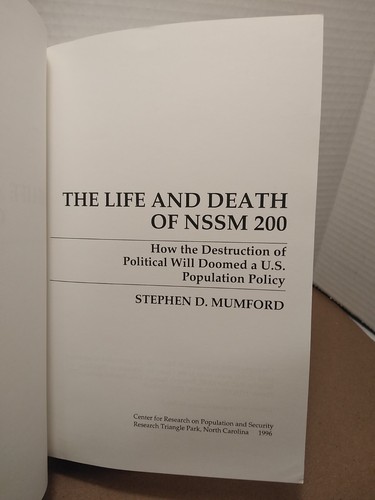 THE LIFE AND DEATH
OF NSSM 200
How the Destruction of
Political Will Doomed a U.S.
Population Policy
STEPHEN D. MUMFORD
Center for Research on Population and Security
Research Triangle Park, North Carolina 1996